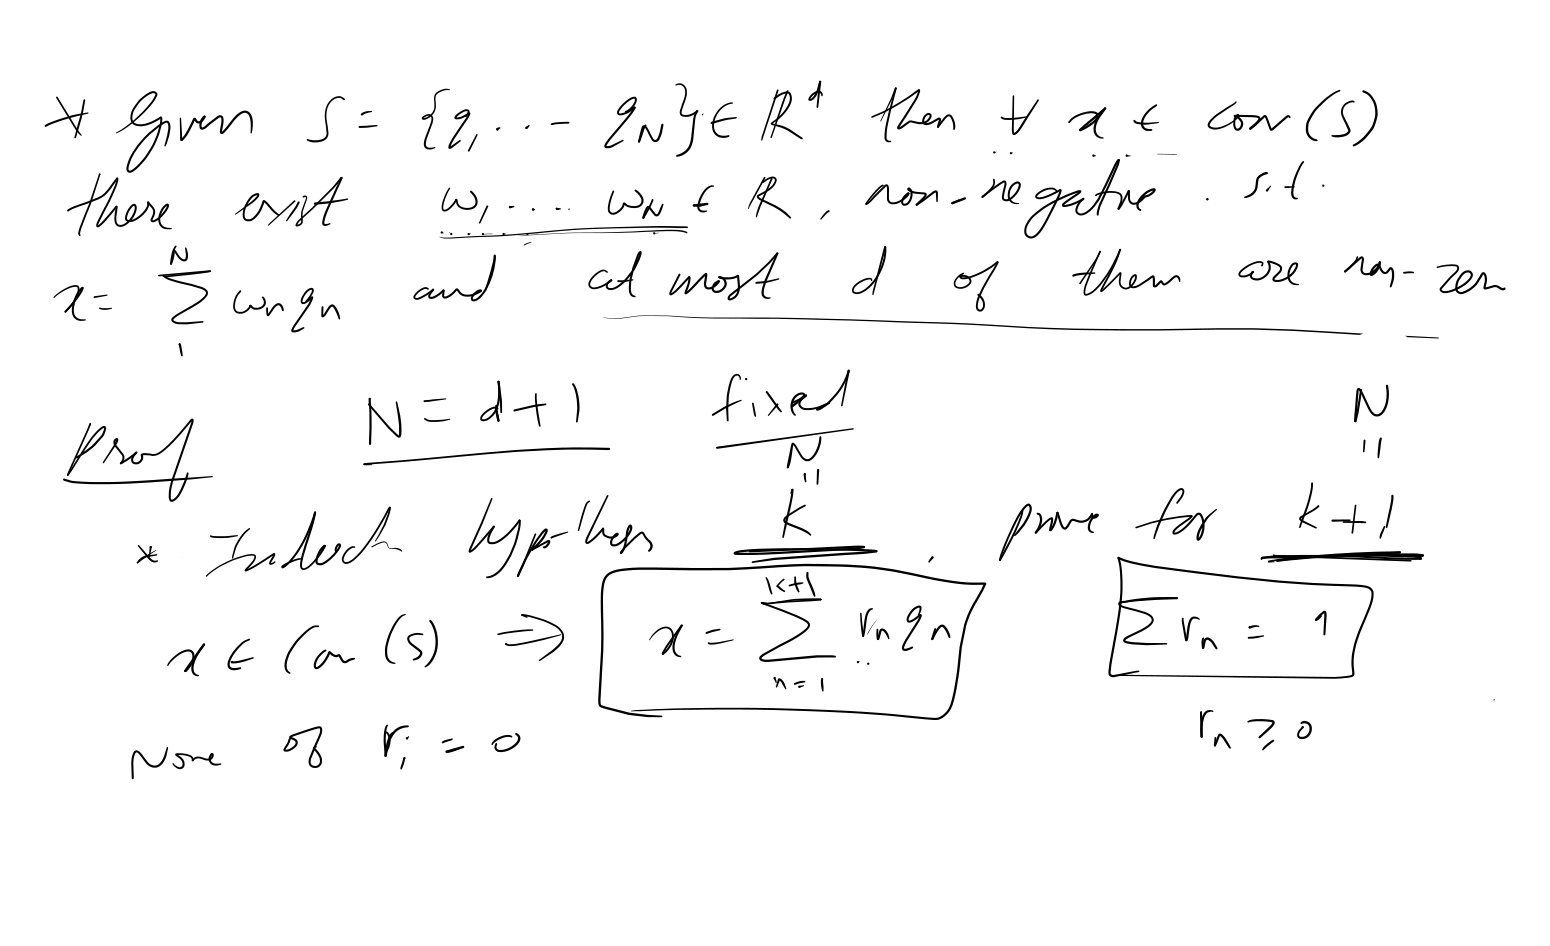 * Given S = {q1 ... - qN} ∈ ℝ^d then ∀ x ∈ conv(S)
there exist w1 .... wN ∈ ℝ, non-negative . s.t.
x = Σ_1^N wn qn and at most d of them are non-zero
Proof N = d+1 fixed
* Induct hypothes N = k , prove for N = k+1
x ∈ Con (S) ⇒ x = Σ_{n=1}^{k+1} rn qn Σ rn = 1
None of ri = 0 rn ≥ 0